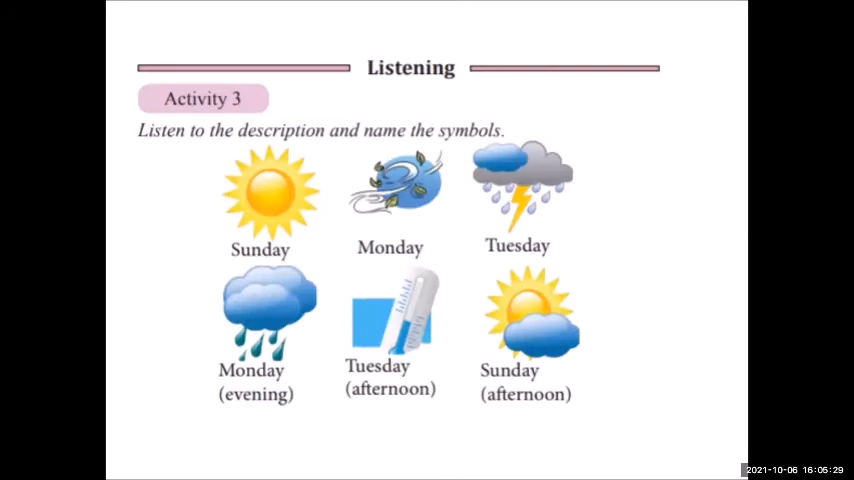 Listening
Activity 3
Listen to the description and name the symbols.
Sunday
Monday
Tuesday
Monday
(evening)
Tuesday
(afternoon)
Sunday
(afternoon)
2021-10-06 16:05:29